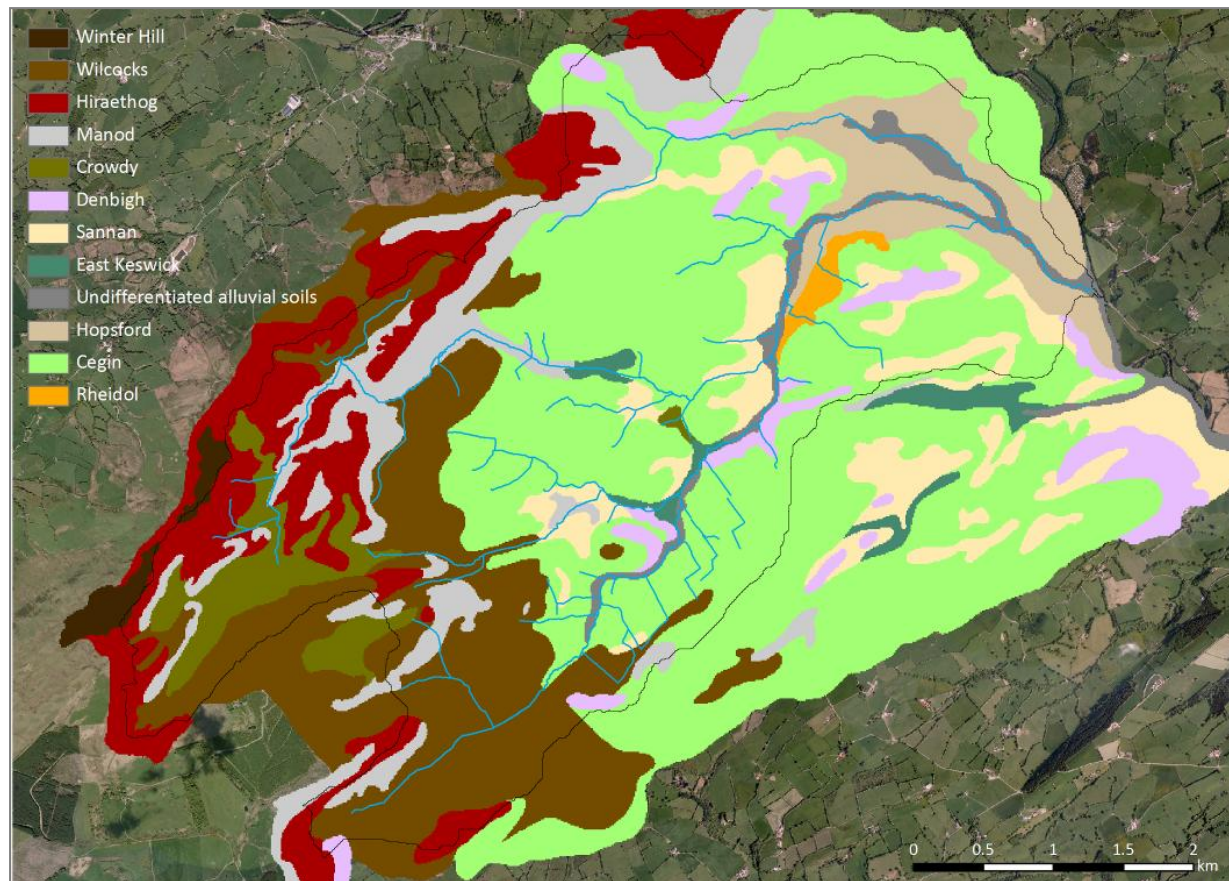 Winter Hill
Wilcocks
Hiraethog
Manod
Crowdy
Denbigh
Sannan
East Keswick
Undifferentiated alluvial soils
Hopsford
Cegin
Rheidol
0 0.5 1 1.5 2
km